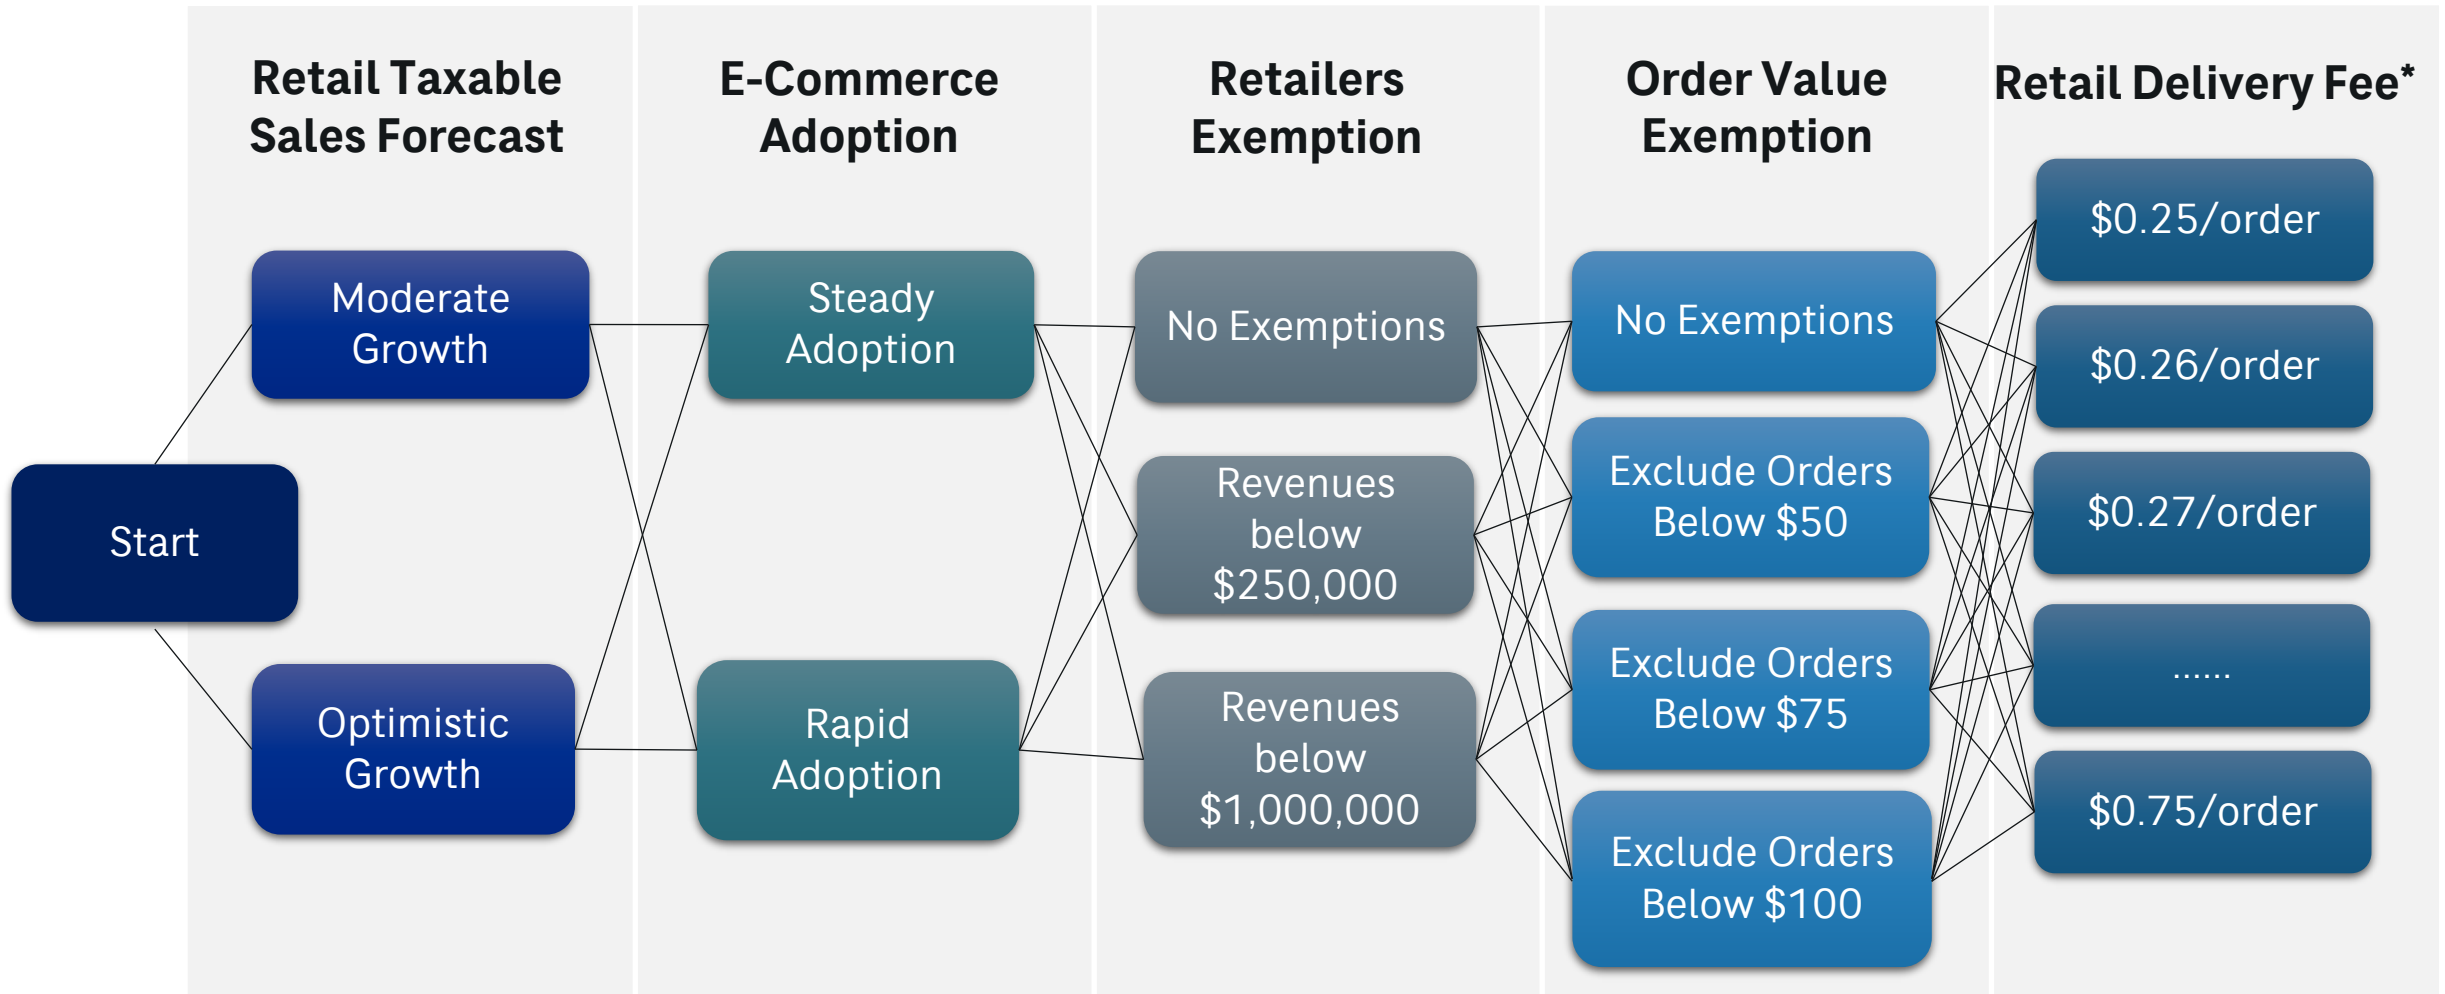 Retail Taxable
Sales Forecast
E-Commerce
Adoption
Retailers
Exemption
Order Value
Exemption
Retail Delivery Fee*
Start
Moderate
Growth
Optimistic
Growth
Steady
Adoption
Rapid
Adoption
No Exemptions
Revenues
below
$250,000
Revenues
below
$1,000,000
No Exemptions
Exclude Orders
Below $50
Exclude Orders
Below $75
Exclude Orders
Below $100
$0.25/order
$0.26/order
$0.27/order
......
$0.75/order